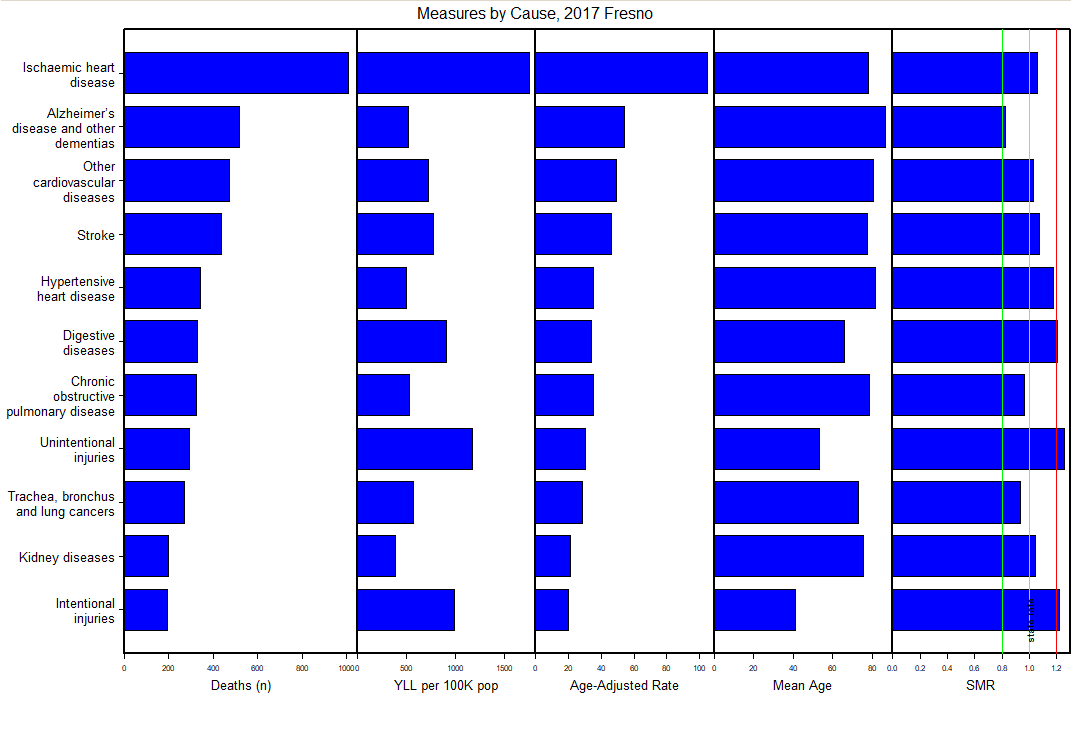 Measures by Cause, 2017 Fresno
Ischaemic heart
disease
Alzheimer's
disease and other
dementias
Other
cardiovascular
diseases
Stroke
Hypertensive
heart disease
Digestive
diseases
Chronic
obstructive
pulmonary disease
Unintentional
injuries
Trachea, bronchus
and lung cancers
Kidney diseases
Intentional
injuries
0 200 400 600 800 1000
0 500 1000 1500
0 20 40 60 80 100
0 20 40 60 80
0.0 0.2 0.4 0.6 0.8 1.0 1.2
Deaths (n)
YLL per 100K pop
Age-Adjusted Rate
Mean Age
SMR